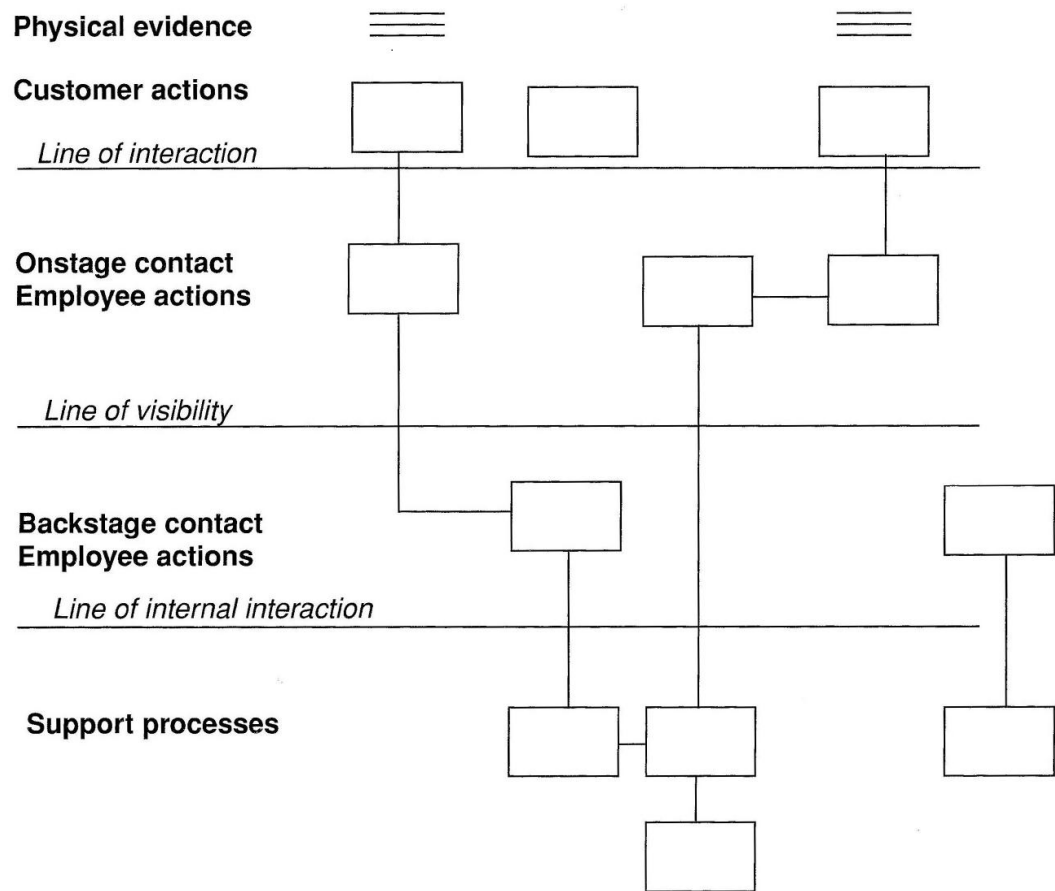 Physical evidence
Customer actions
Line of interaction
Onstage contact
Employee actions
Line of visibility
Backstage contact
Employee actions
Line of internal interaction
Support processes